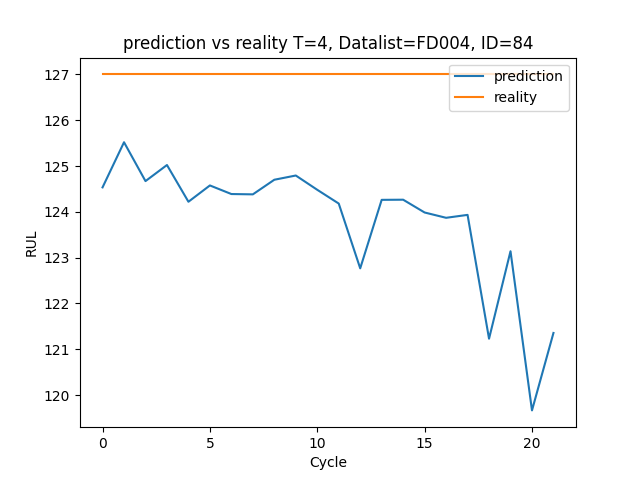 prediction vs reality T=4, Datalist=FD004, ID=84
prediction
reality
127
126
125
124
123
122
121
120
RUL
0
5
10
15
20
Cycle